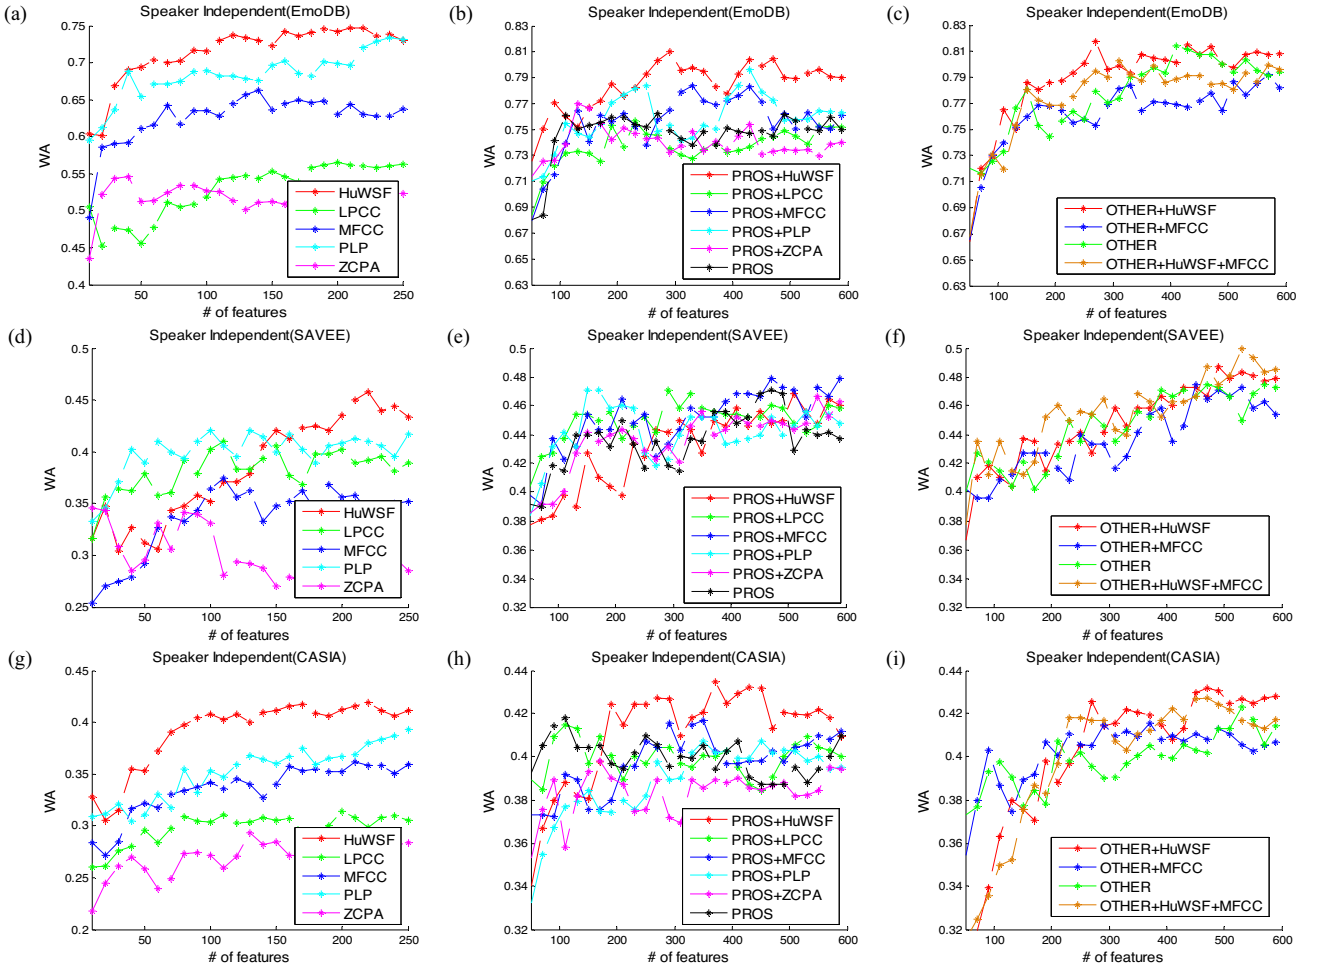 (a)
Speaker Independent(EmoDB)
0.75
0.7
0.65
0.6
0.55
0.5
0.45
0.4
WA
HuWSF
LPCC
MFCC
PLP
ZCPA
50
100
150
200
250
# of features
(b)
Speaker Independent(EmoDB)
0.83
0.81
0.79
0.77
0.75
0.73
0.71
0.69
0.67
0.65
0.63
WA
PROS+HuWSF
PROS+LPCC
PROS+MFCC
PROS+PLP
PROS+ZCPA
PROS
100
200
300
400
500
600
# of features
(c)
Speaker Independent(EmoDB)
0.83
0.81
0.79
0.77
0.75
0.73
0.71
0.69
0.67
0.65
0.63
WA
OTHER+HuWSF
OTHER+MFCC
OTHER
OTHER+HuWSF+MFCC
100
200
300
400
500
600
# of features
(d)
Speaker Independent(SAVEE)
0.5
0.45
0.4
0.35
0.3
0.25
WA
HuWSF
LPCC
MFCC
PLP
ZCPA
50
100
150
200
250
# of features
(e)
Speaker Independent(SAVEE)
0.5
0.48
0.46
0.44
0.42
0.4
0.38
0.36
0.34
0.32
WA
PROS+HuWSF
PROS+LPCC
PROS+MFCC
PROS+PLP
PROS+ZCPA
PROS
100
200
300
400
500
600
# of features
(f)
Speaker Independent(SAVEE)
0.5
0.48
0.46
0.44
0.42
0.4
0.38
0.36
0.34
0.32
WA
OTHER+HuWSF
OTHER+MFCC
OTHER
OTHER+HuWSF+MFCC
100
200
300
400
500
600
# of features
(g)
Speaker Independent(CASIA)
0.45
0.4
0.35
0.3
0.25
0.2
WA
HuWSF
LPCC
MFCC
PLP
ZCPA
50
100
150
200
250
# of features
(h)
Speaker Independent(CASIA)
0.44
0.42
0.4
0.38
0.36
0.34
0.32
WA
PROS+HuWSF
PROS+LPCC
PROS+MFCC
PROS+PLP
PROS+ZCPA
PROS
100
200
300
400
500
600
# of features
(i)
Speaker Independent(CASIA)
0.44
0.42
0.4
0.38
0.36
0.34
0.32
WA
OTHER+HuWSF
OTHER+MFCC
OTHER
OTHER+HuWSF+MFCC
100
200
300
400
500
600
# of features